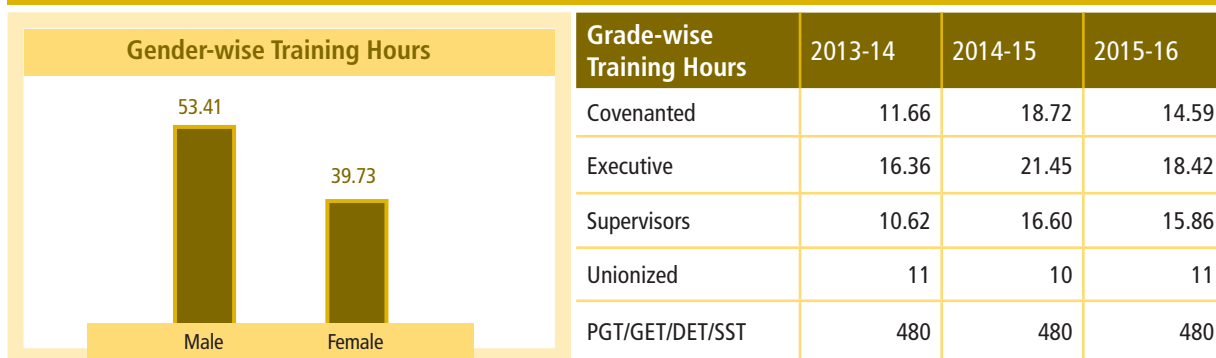 Gender-wise Training Hours
53.41
39.73
Male Female
Grade-wise Training Hours 2013-14 2014-15 2015-16
Covenanted 11.66 18.72 14.59
Executive 16.36 21.45 18.42
Supervisors 10.62 16.60 15.86
Unionized 11 10 11
PGT/GET/DET/SST 480 480 480